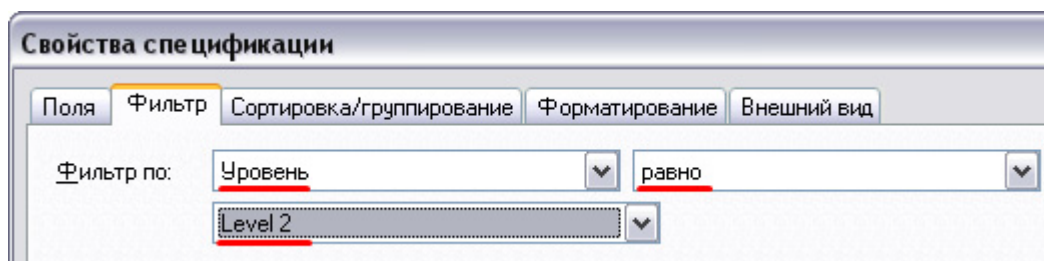 Свойства спецификации
Поля Фильтр Сортировка/группирование Форматирование Внешний вид
Фильтр по: Уровень равно
Level 2